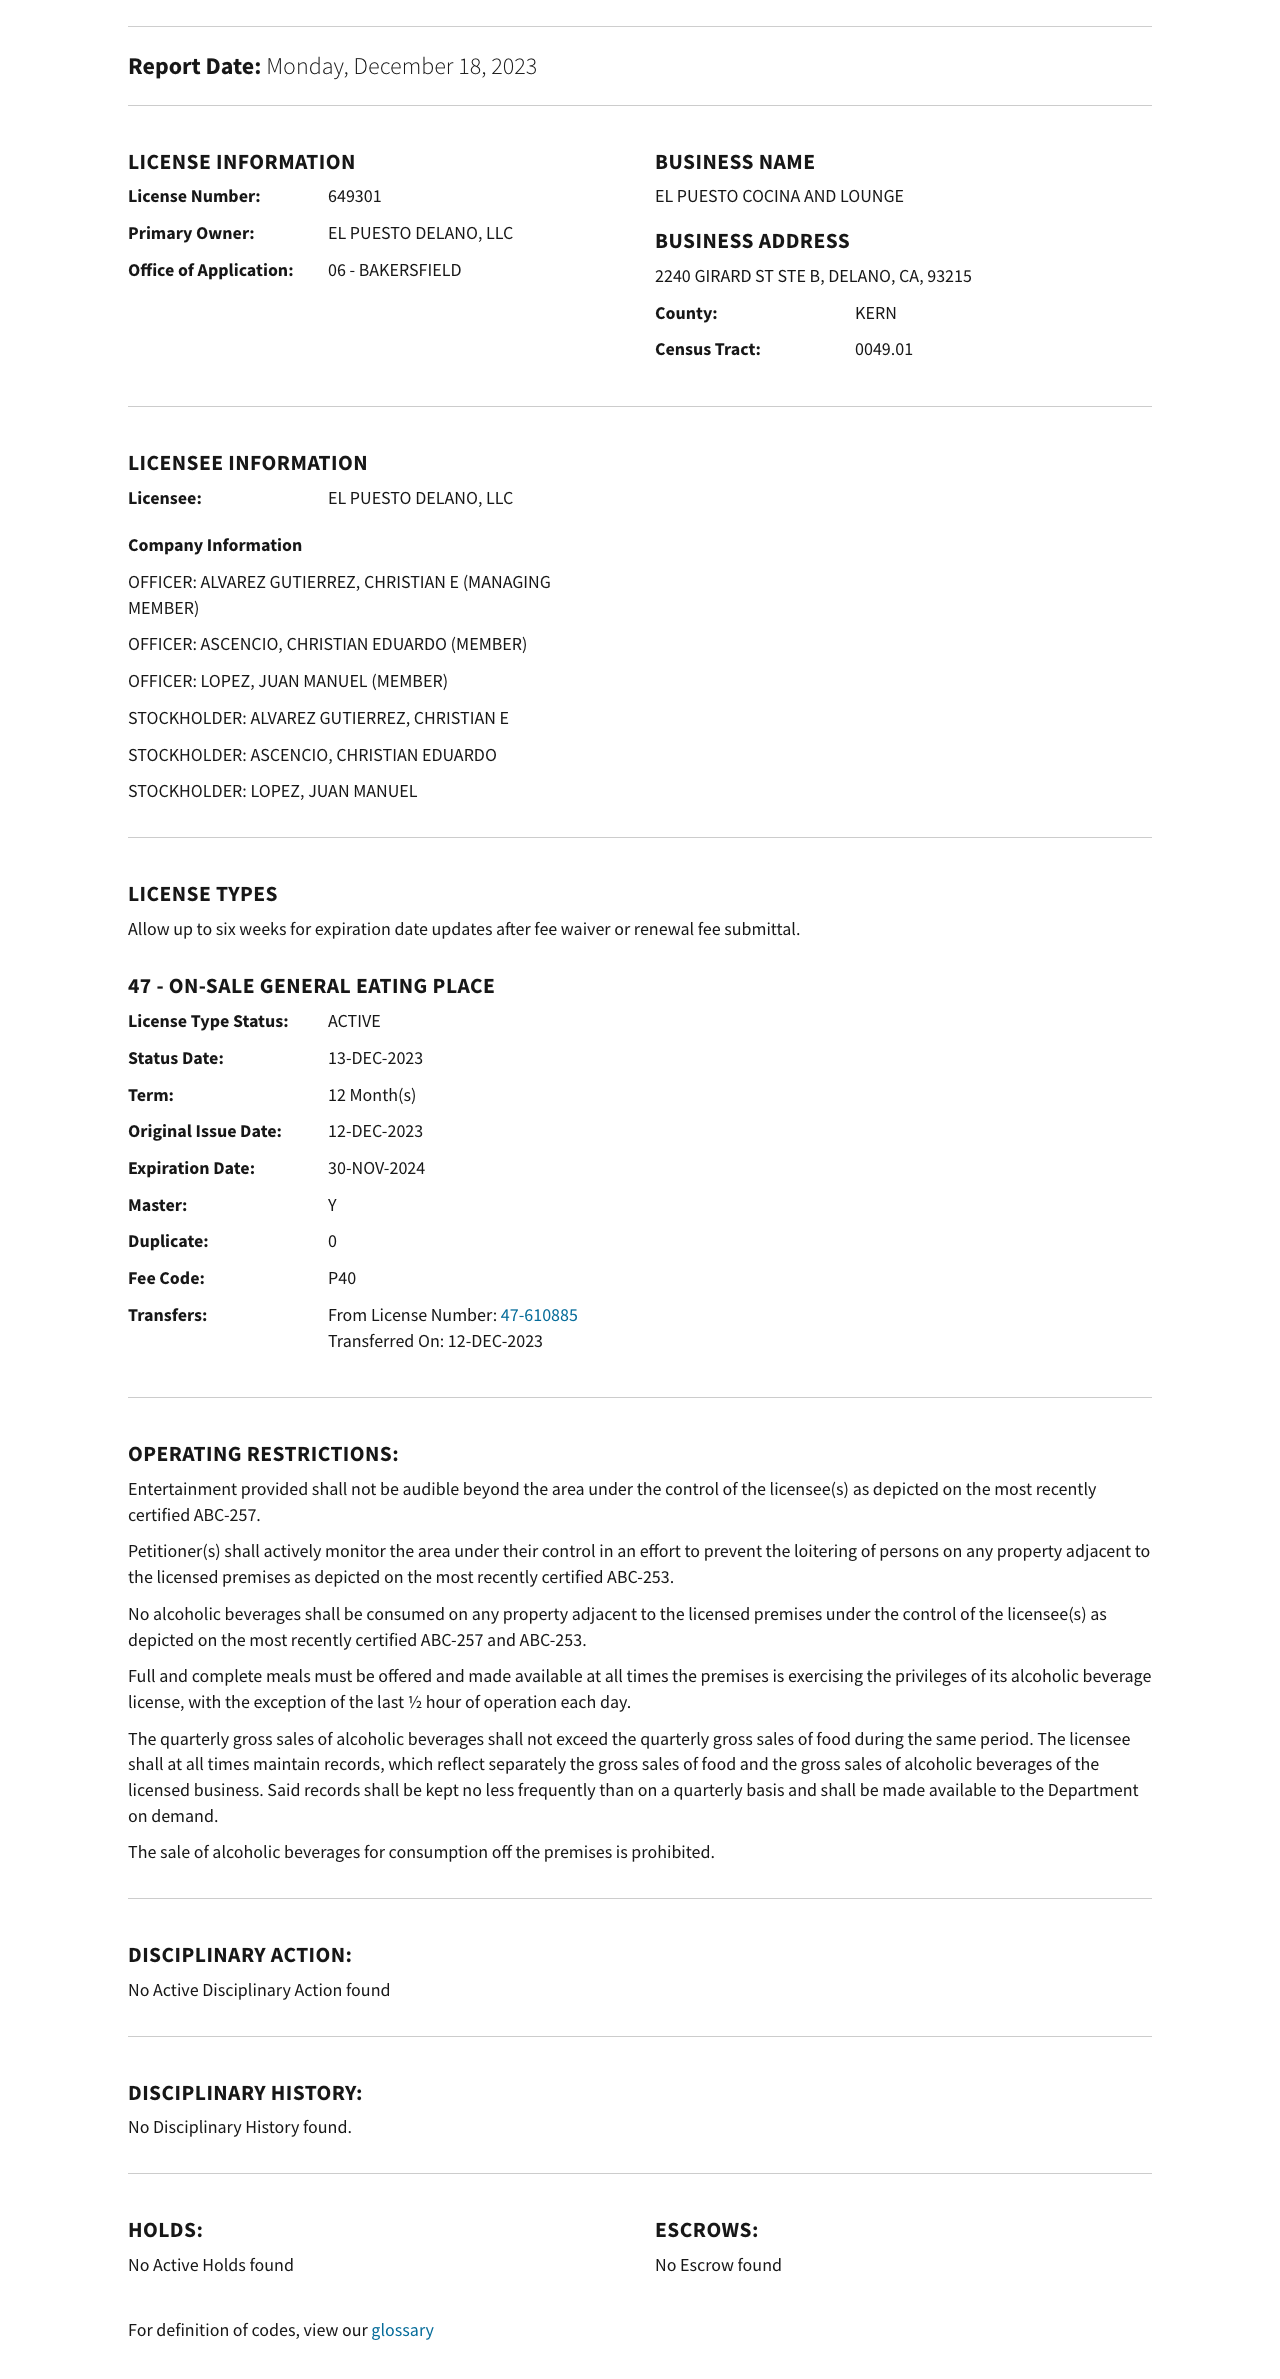 Report Date: Monday, December 18, 2023
LICENSE INFORMATION
License Number: 649301
Primary Owner: EL PUESTO DELANO, LLC
Office of Application: 06 - BAKERSFIELD
BUSINESS NAME
EL PUESTO COCINA AND LOUNGE
BUSINESS ADDRESS
2240 GIRARD ST STE B, DELANO, CA, 93215
County: KERN
Census Tract: 0049.01
LICENSEE INFORMATION
Licensee: EL PUESTO DELANO, LLC
Company Information
OFFICER: ALVAREZ GUTIERREZ, CHRISTIAN E (MANAGING
MEMBER)
OFFICER: ASCENCIO, CHRISTIAN EDUARDO (MEMBER)
OFFICER: LOPEZ, JUAN MANUEL (MEMBER)
STOCKHOLDER: ALVAREZ GUTIERREZ, CHRISTIAN E
STOCKHOLDER: ASCENCIO, CHRISTIAN EDUARDO
STOCKHOLDER: LOPEZ, JUAN MANUEL
LICENSE TYPES
Allow up to six weeks for expiration date updates after fee waiver or renewal fee submittal.
47 - ON-SALE GENERAL EATING PLACE
License Type Status: ACTIVE
Status Date: 13-DEC-2023
Term: 12 Month(s)
Original Issue Date: 12-DEC-2023
Expiration Date: 30-NOV-2024
Master: Y
Duplicate: 0
Fee Code: P40
Transfers: From License Number: 47-610885
Transferred On: 12-DEC-2023
OPERATING RESTRICTIONS:
Entertainment provided shall not be audible beyond the area under the control of the licensee(s) as depicted on the most recently
certified ABC-257.
Petitioner(s) shall actively monitor the area under their control in an effort to prevent the loitering of persons on any property adjacent to
the licensed premises as depicted on the most recently certified ABC-253.
No alcoholic beverages shall be consumed on any property adjacent to the licensed premises under the control of the licensee(s) as
depicted on the most recently certified ABC-257 and ABC-253.
Full and complete meals must be offered and made available at all times the premises is exercising the privileges of its alcoholic beverage
license, with the exception of the last ½ hour of operation each day.
The quarterly gross sales of alcoholic beverages shall not exceed the quarterly gross sales of food during the same period. The licensee
shall at all times maintain records, which reflect separately the gross sales of food and the gross sales of alcoholic beverages of the
licensed business. Said records shall be kept no less frequently than on a quarterly basis and shall be made available to the Department
on demand.
The sale of alcoholic beverages for consumption off the premises is prohibited.
DISCIPLINARY ACTION:
No Active Disciplinary Action found
DISCIPLINARY HISTORY:
No Disciplinary History found.
HOLDS:
No Active Holds found
ESCROWS:
No Escrow found
For definition of codes, view our glossary